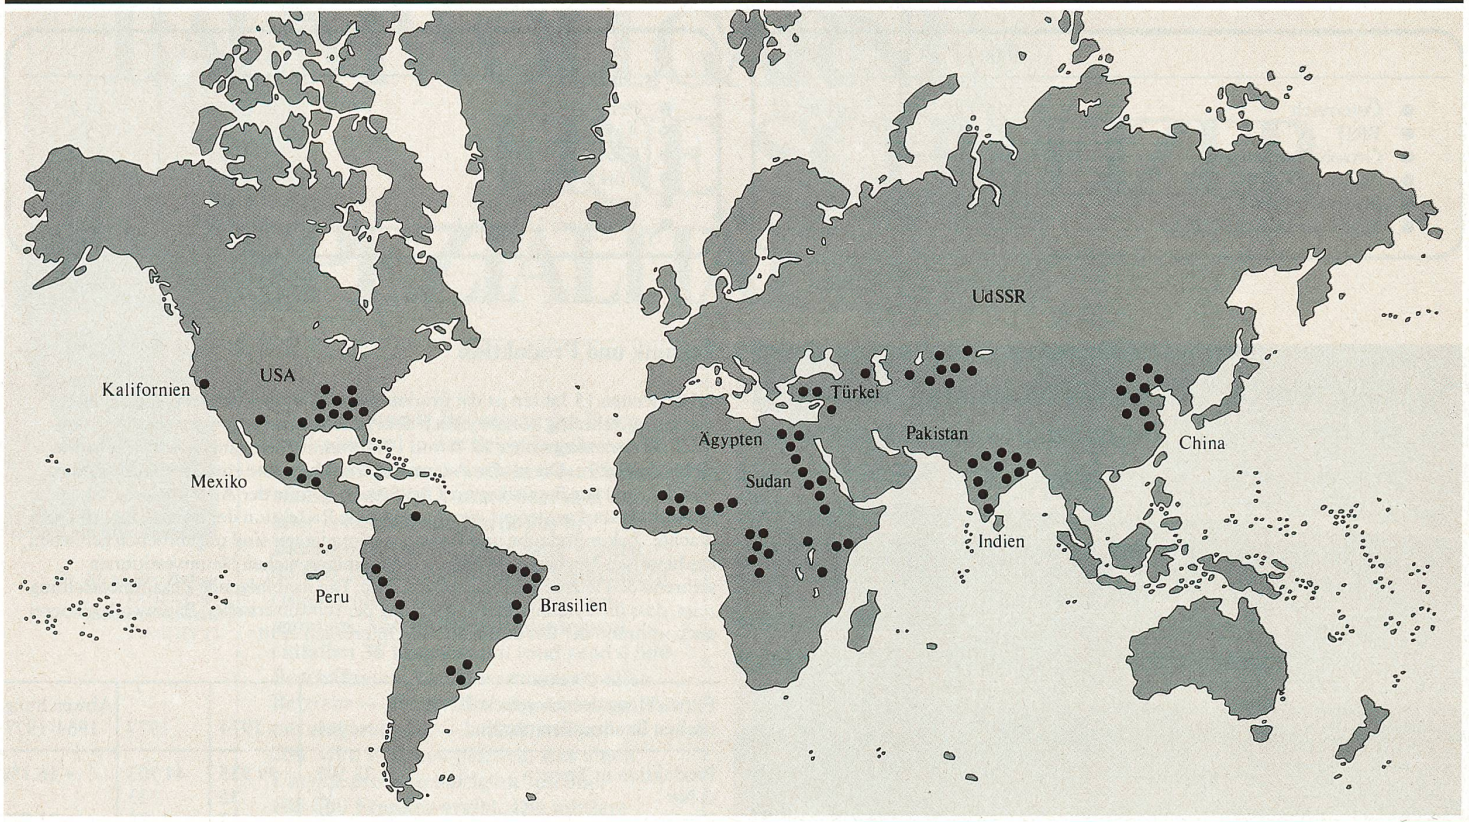 UdSSR
Kalifornien
USA
Türkei
Ägypten
Pakistan
China
Mexiko
Sudan
Indien
Peru
Brasilien